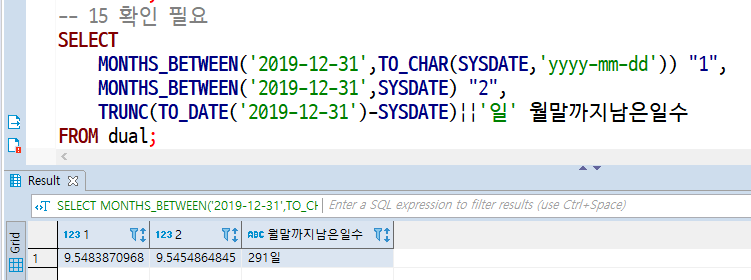 -- 15 확인 필요
SELECT
MONTHS_BETWEEN('2019-12-31',TO_CHAR(SYSDATE,'yyyy-mm-dd')) "1",
MONTHS_BETWEEN('2019-12-31',SYSDATE) "2",
TRUNC(TO_DATE('2019-12-31')-SYSDATE)||'일' 월말까지남은일수
FROM dual;
Result
SELECT MONTHS_BETWEEN('2019-12-31',TO_CH Enter a SQL expression to filter results (use Ctrl+Space)
Grid
123 1 123 2 ABC 월말까지남은일수
1 9.5483870968 9.5454864845 291일